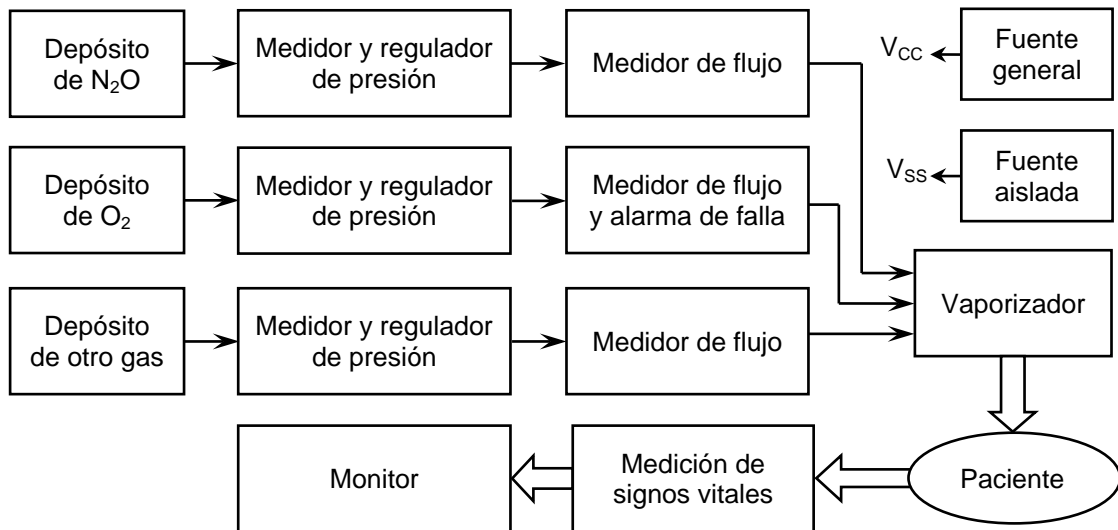 Depósito
de N₂O
Medidor y regulador
de presión
Medidor de flujo
V_CC
Fuente
general
Depósito
de O₂
Medidor y regulador
de presión
Medidor de flujo
y alarma de falla
V_SS
Fuente
aislada
Depósito
de otro gas
Medidor y regulador
de presión
Medidor de flujo
Vaporizador
Monitor
Medición de
signos vitales
Paciente